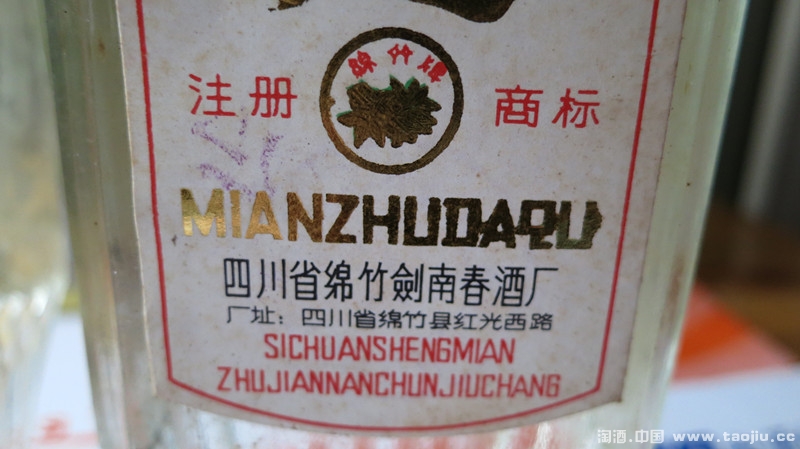 绵竹牌
注册 商标
MIANZHUDAQU
四川省绵竹劍南春酒厂
厂址：四川省绵竹县红光西路
SICHUANSHENGMIAN
ZHUJIANNANCHUNJIUCHANG
淘酒.中国 www.taojiu.cc